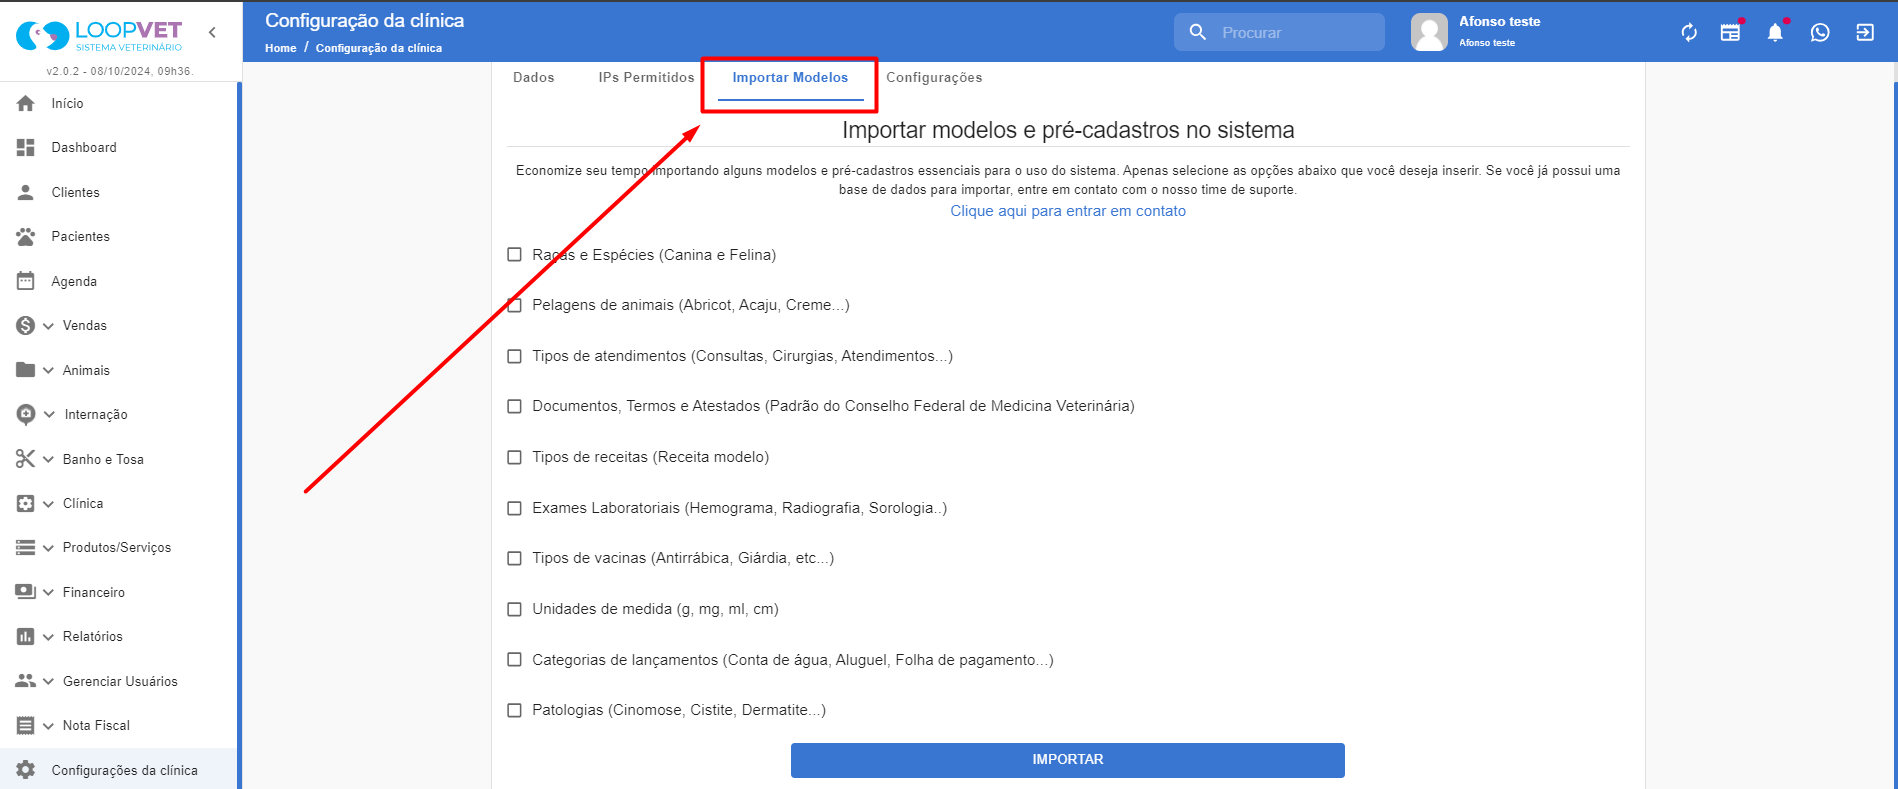 LOOPVET
SISTEMA VETERINÁRIO
v2.0.2 - 08/10/2024, 09h36.
Início
Dashboard
Clientes
Pacientes
Agenda
Vendas
Animais
Internação
Banho e Tosa
Clínica
Produtos/Serviços
Financeiro
Relatórios
Gerenciar Usuários
Nota Fiscal
Configurações da clínica
Configuração da clínica
Home / Configuração da clínica
Procurar
Afonso teste
Afonso teste
Dados IPs Permitidos Importar Modelos Configurações
Importar modelos e pré-cadastros no sistema
Economize seu tempo importando alguns modelos e pré-cadastros essenciais para o uso do sistema. Apenas selecione as opções abaixo que você deseja inserir. Se você já possui uma
base de dados para importar, entre em contato com o nosso time de suporte.
Clique aqui para entrar em contato
Raças e Espécies (Canina e Felina)
Pelagens de animais (Abricot, Acaju, Creme...)
Tipos de atendimentos (Consultas, Cirurgias, Atendimentos...)
Documentos, Termos e Atestados (Padrão do Conselho Federal de Medicina Veterinária)
Tipos de receitas (Receita modelo)
Exames Laboratoriais (Hemograma, Radiografia, Sorologia..)
Tipos de vacinas (Antirrábica, Giárdia, etc...)
Unidades de medida (g, mg, ml, cm)
Categorias de lançamentos (Conta de água, Aluguel, Folha de pagamento...)
Patologias (Cinomose, Cistite, Dermatite...)
IMPORTAR